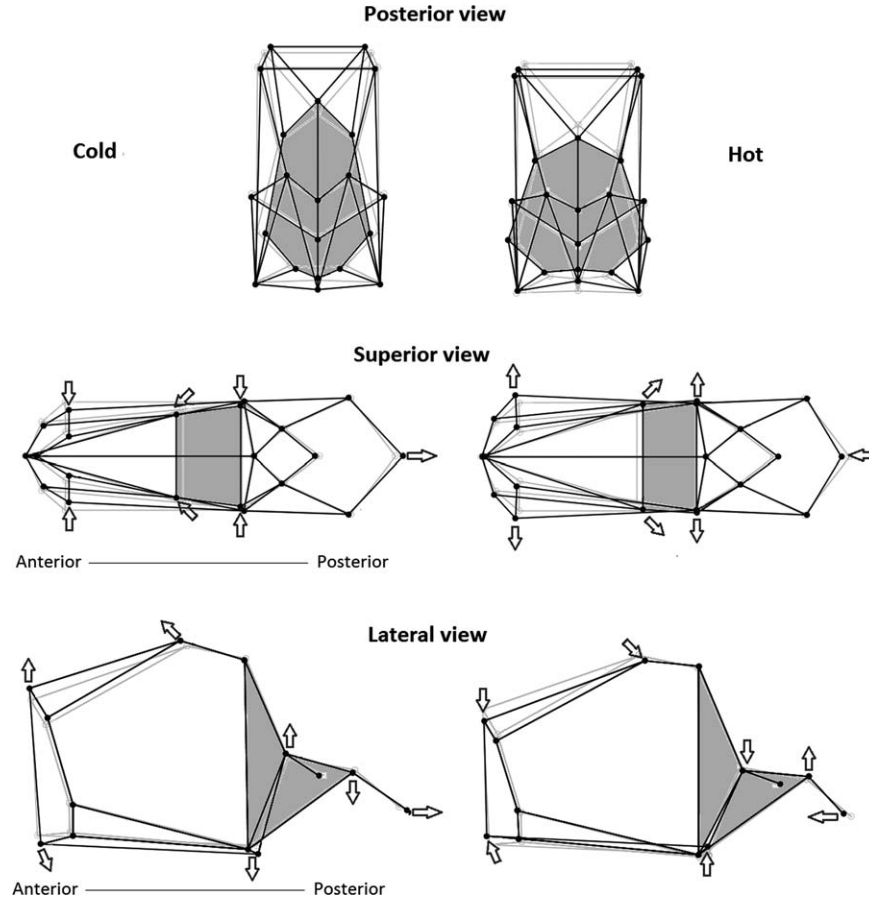 Posterior view
Cold
Hot
Superior view
Anterior
Posterior
Lateral view
Anterior
Posterior